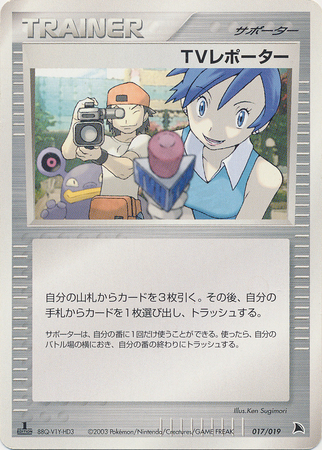 TRAINER
サポーター
TVレポーター
自分の山札からカードを3枚引く。その後、自分の
手札からカードを1枚選び出し、トラッシュする。
サポーターは、自分の番に1回だけ使うことができる。使ったら、自分の
バトル場の横におき、自分の番の終わりにトラッシュする。
Illus.Ken Sugimori
1 88Q-V1Y-HD3 ©2003 Pokémon/Nintendo/Creatures/GAME FREAK 017/019